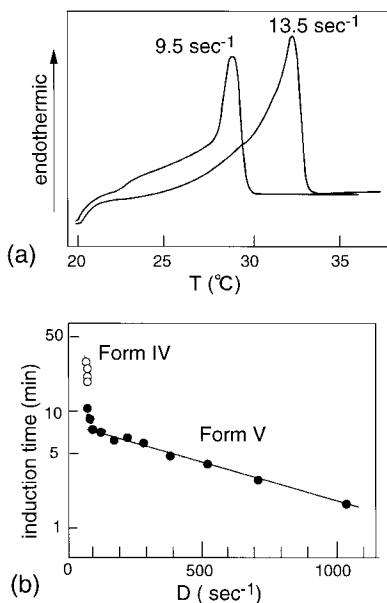 9.5 sec⁻¹
13.5 sec⁻¹
endothermic
20 25 30 35
(a)
T (°C)
50
10
5
1
induction time (min)
Form IV
Form V
0 500 1000
(b)
D ( sec⁻¹)